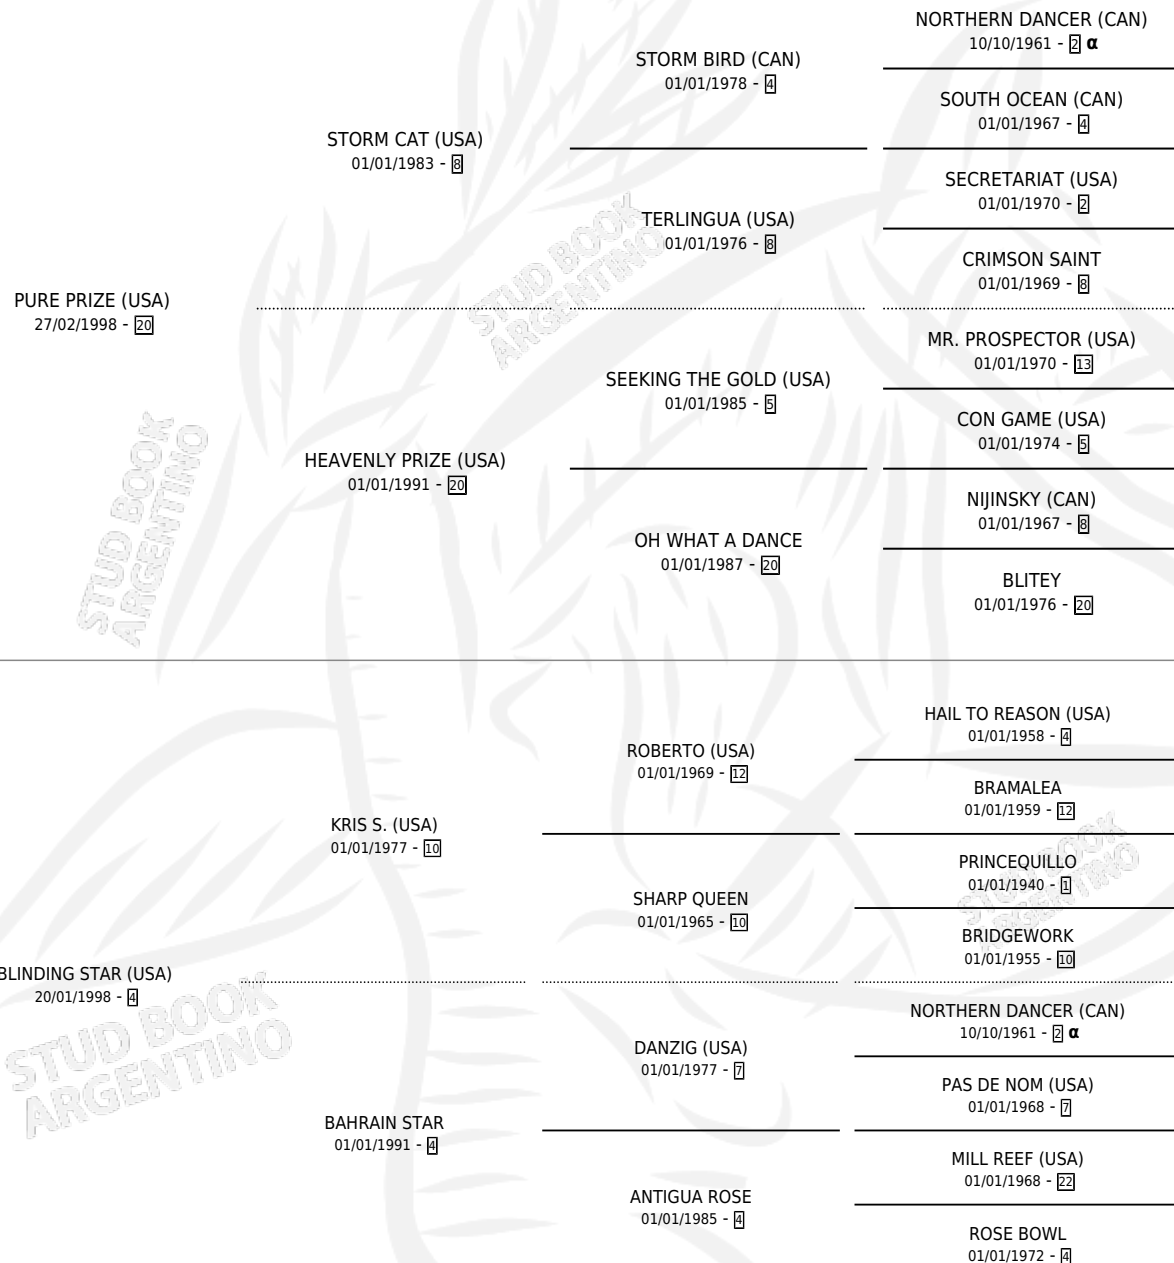 NORTHERN DANCER (CAN)
10/10/1961 - 2 α
STORM BIRD (CAN)
01/01/1978 - 4
SOUTH OCEAN (CAN)
01/01/1967 - 4
STORM CAT (USA)
01/01/1983 - 8
SECRETARIAT (USA)
01/01/1970 - 2
TERLINGUA (USA)
01/01/1976 - 8
CRIMSON SAINT
01/01/1969 - 8
PURE PRIZE (USA)
27/02/1998 - 20
MR. PROSPECTOR (USA)
01/01/1970 - 13
SEEKING THE GOLD (USA)
01/01/1985 - 5
CON GAME (USA)
01/01/1974 - 5
HEAVENLY PRIZE (USA)
01/01/1991 - 20
NIJINSKY (CAN)
01/01/1967 - 8
OH WHAT A DANCE
01/01/1987 - 20
BLITEY
01/01/1976 - 20
HAIL TO REASON (USA)
01/01/1958 - 4
ROBERTO (USA)
01/01/1969 - 12
BRAMALEA
01/01/1959 - 12
KRIS S. (USA)
01/01/1977 - 10
PRINCEQUILLO
01/01/1940 - 1
SHARP QUEEN
01/01/1965 - 10
BRIDGEWORK
01/01/1955 - 10
BLINDING STAR (USA)
20/01/1998 - 4
NORTHERN DANCER (CAN)
10/10/1961 - 2 α
DANZIG (USA)
01/01/1977 - 7
PAS DE NOM (USA)
01/01/1968 - 7
BAHRAIN STAR
01/01/1991 - 4
MILL REEF (USA)
01/01/1968 - 22
ANTIGUA ROSE
01/01/1985 - 4
ROSE BOWL
01/01/1972 - 4
STUD BOOK
ARGENTINO
STUD BOOK
ARGENTINO
STUD BOOK
ARGENTINO
STUD BOOK
ARGENTINO